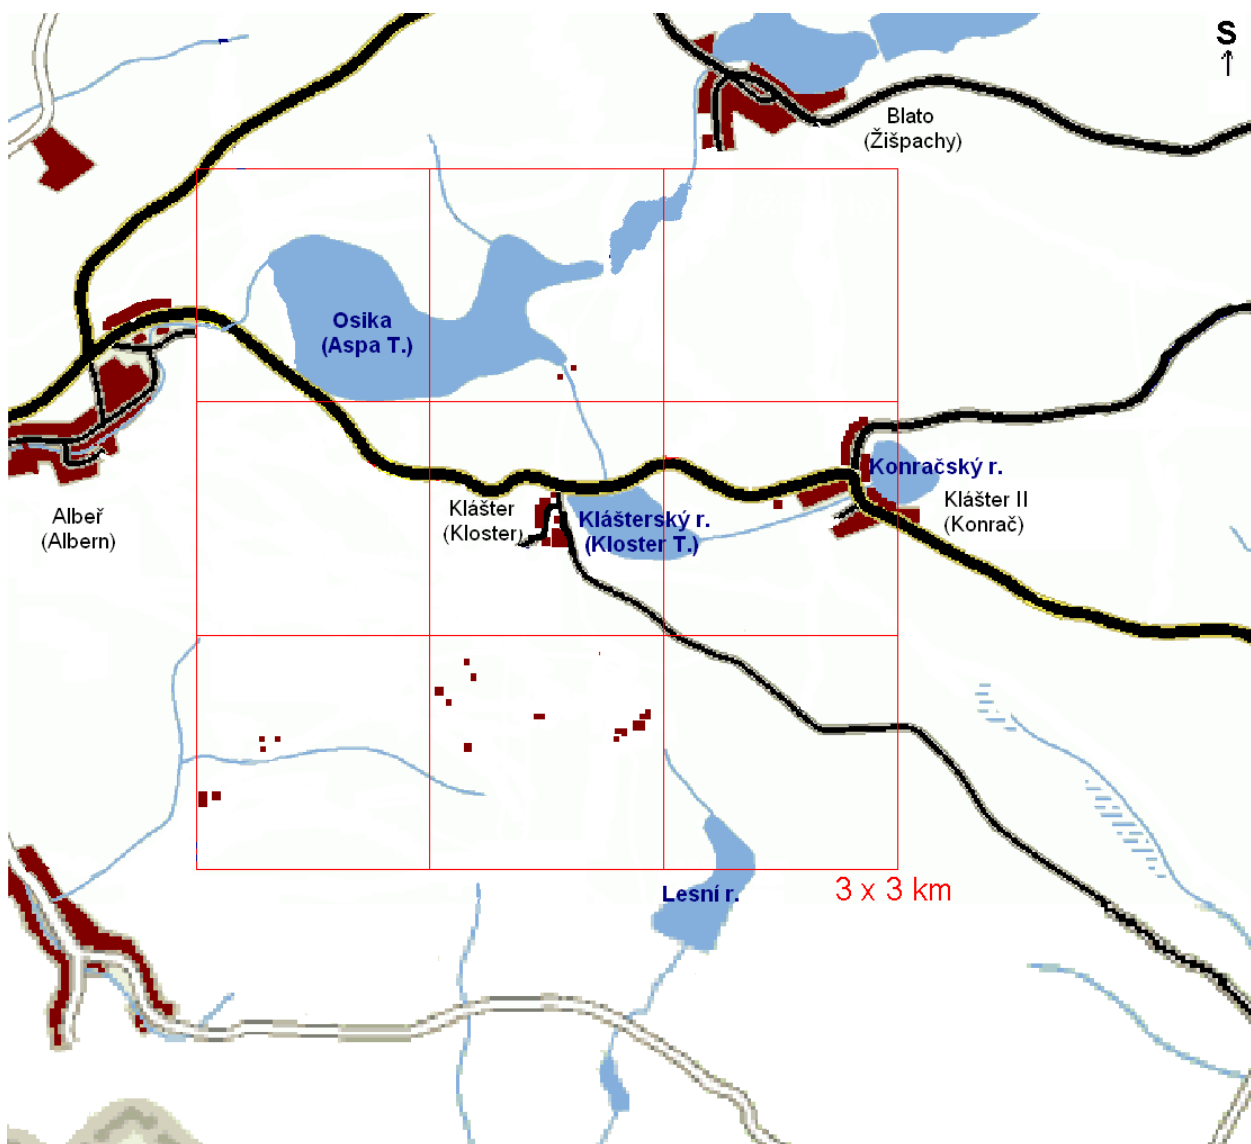 S
Blato
(Žišpachy)
Osika
(Aspa T.)
Konračský r.
Klášter
(Kloster)
Klášterský r.
(Kloster T.)
Klášter II
(Konrač)
Albeř
(Albern)
Lesní r.
3 x 3 km